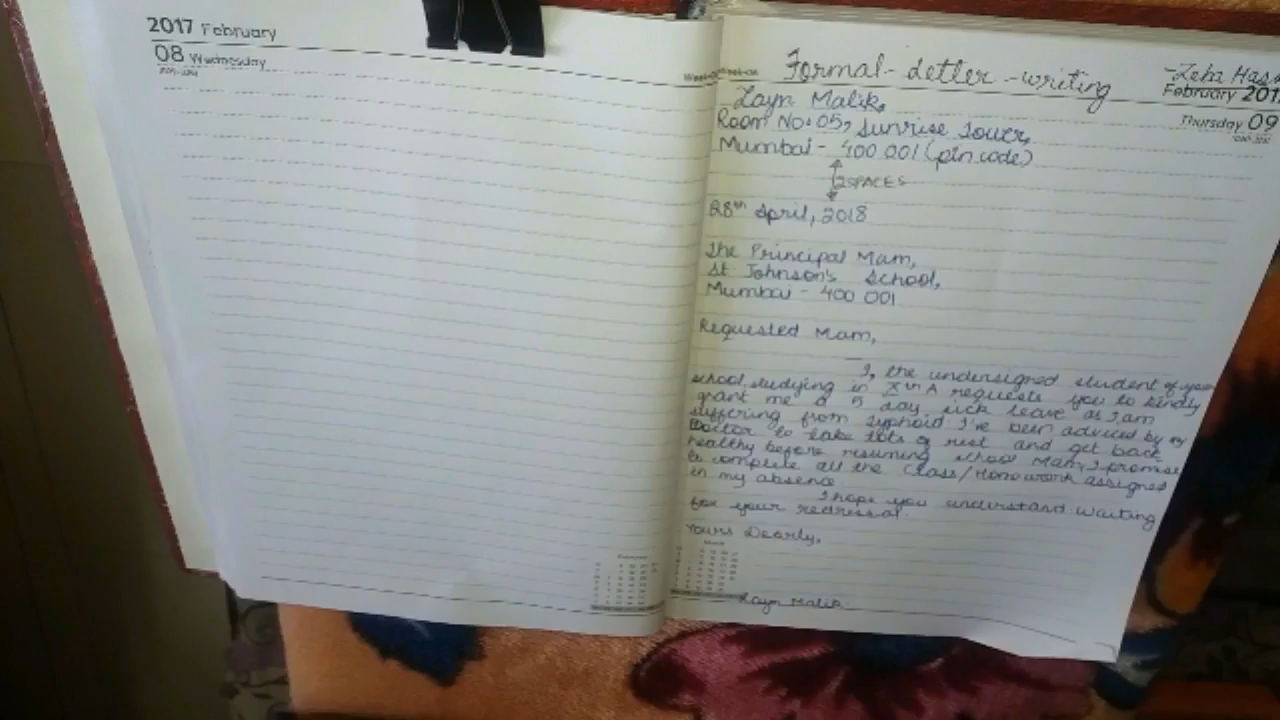 2017 February
08 Wednesday
Formal-Letter-writing
February 201
Thursday 09
Zayn Malik,
Room No:05, Sunrise Tower,
Mumbai - 400 001 (pin code)
2SPACES
28th April, 2018
The Principal Mam,
St Johnson's School,
Mumbai - 400 001
Requested Mam,
I, the undersigned student of your
school, studying in Xth A requests you to kindly
grant me a 5 day sick leave as I am
suffering from typhoid I've been adviced by my
Doctor to take lots of rest and get back
healthy before resuming school Mam, I promise
to complete all the Class/Homework assigned
in my absence
I hope you understand waiting
for your redressal.
Yours Dearly,
Zayn Malik